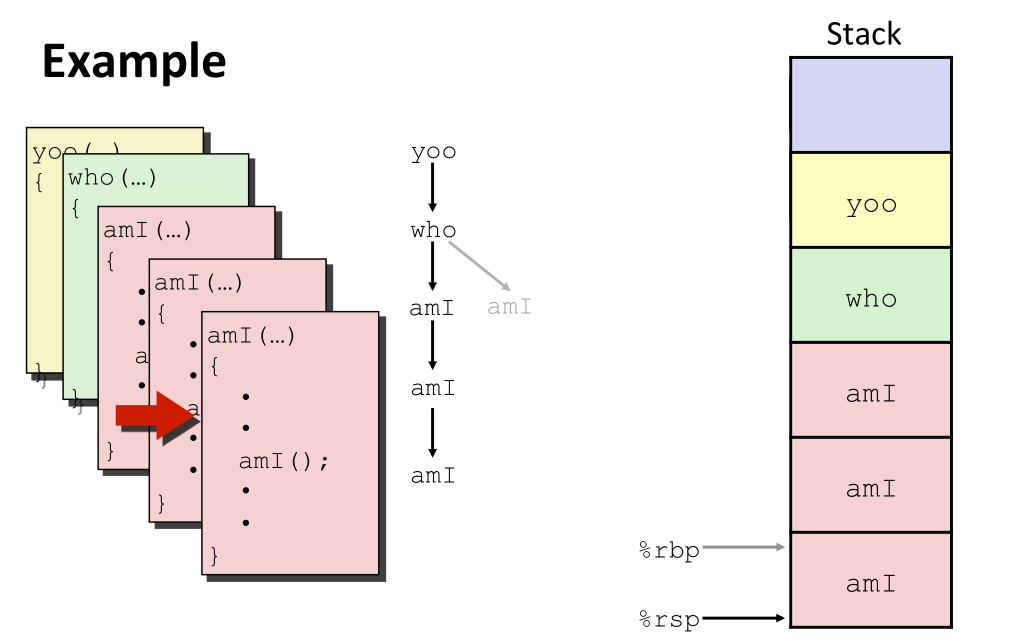 Example
yoo(…)
{
}
who(…)
{
}
amI(…)
{
•
•
a
•
}
amI(…)
{
•
•
a
•
•
}
amI(…)
{
•
•
amI();
•
•
}
yoo
who
amI amI
amI
amI
Stack
yoo
who
amI
amI
%rbp
amI
%rsp